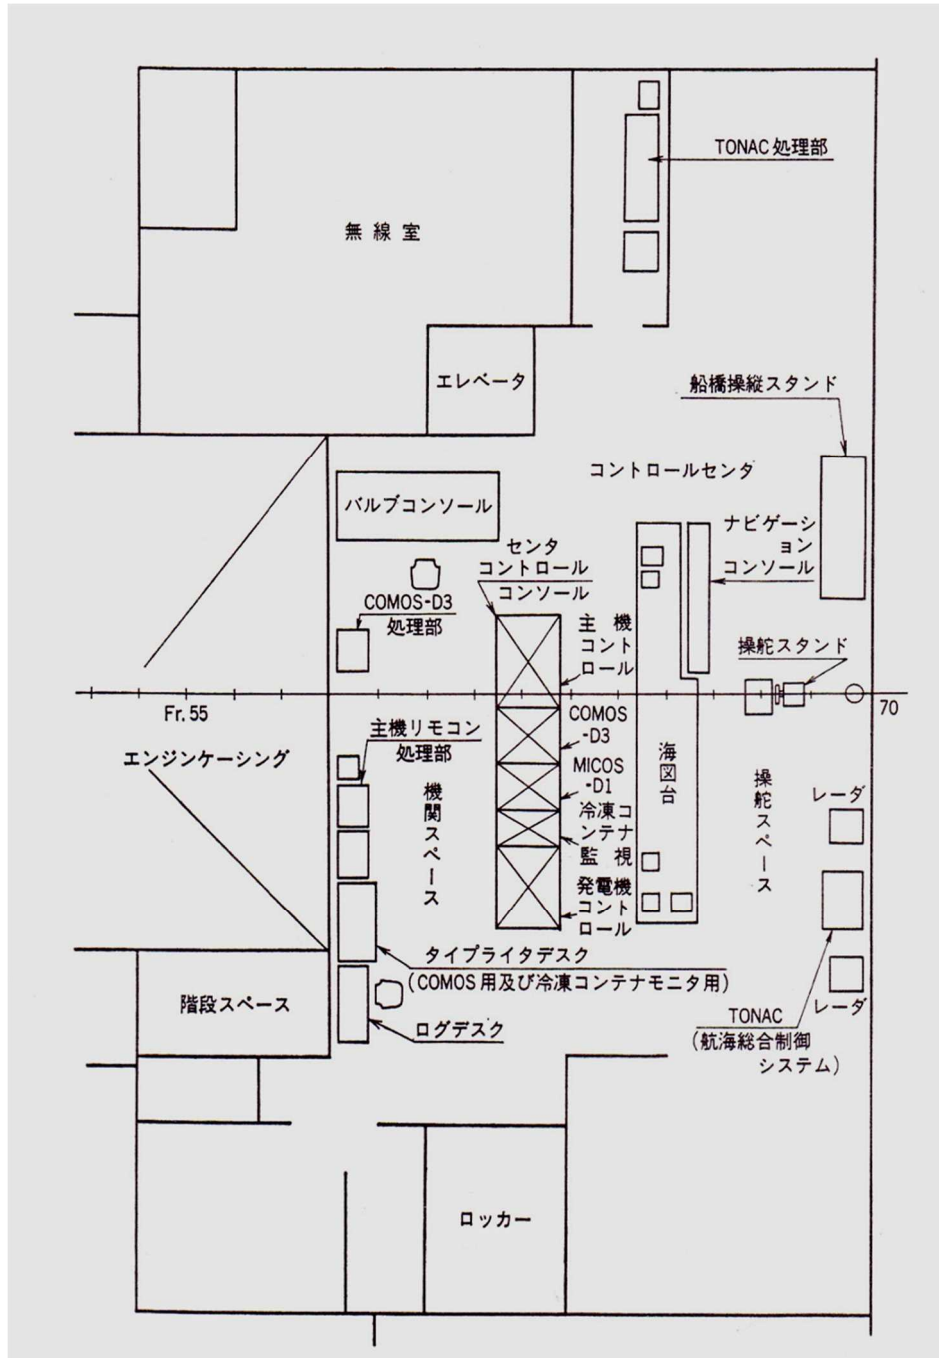 TONAC処理部
無線室
エレベータ
船橋操縦スタンド
コントロールセンタ
バルブコンソール
ナビゲーシ
ョン
コンソール
センタ
コントロール
コンソール
COMOS-D3
処理部
主機
コント
ロール
操舵スタンド
Fr.55
70
主機リモコン
処理部
COMOS
-D3
エンジンケーシング
機関スペース
MICOS
-D1
海図台
操舵スペース
レーダ
冷凍コ
ンテナ
監視
発電機
コント
ロール
タイプライタデスク
(COMOS用及び冷凍コンテナモニタ用)
階段スペース
レーダ
ログデスク
TONAC
(航海総合制御
システム)
ロッカー